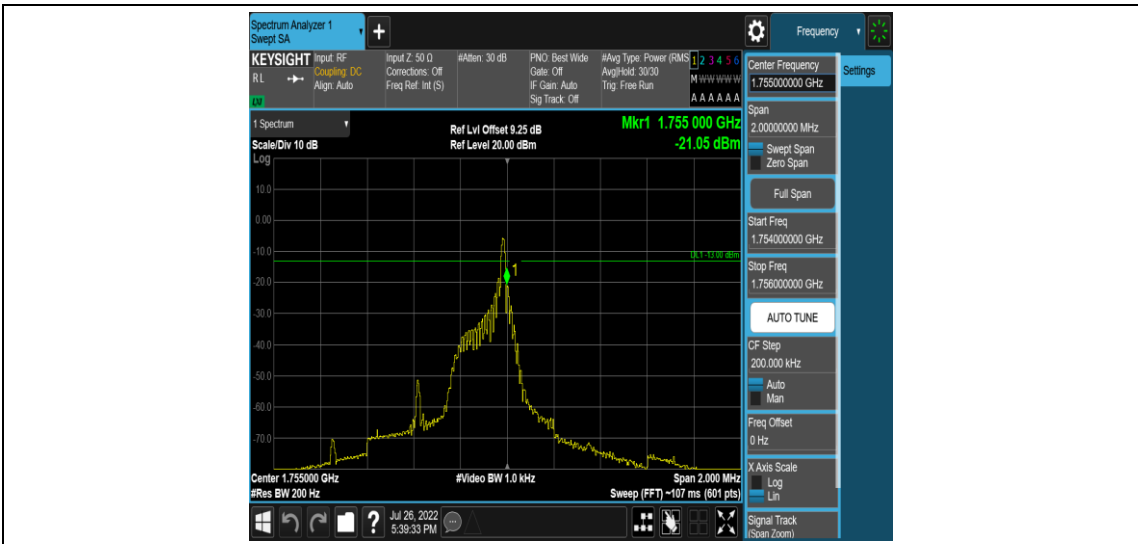 Spectrum Analyzer 1
Swept SA
+
Frequency
KEYSIGHT
RL
LNI
Input: RF
Coupling: DC
Align: Auto
Input Z: 50 Ω
Corrections: Off
Freq Ref: Int (S)
#Atten: 30 dB
PNO: Best Wide
Gate: Off
IF Gain: Auto
Sig Track: Off
#Avg Type: Power (RMS
Avg|Hold: 30/30
Trig: Free Run
1 2 3 4 5 6
M W W W W W
A A A A A A
1 Spectrum
Scale/Div 10 dB
Log
Ref Lvl Offset 9.25 dB
Ref Level 20.00 dBm
Mkr1 1.755 000 GHz
-21.05 dBm
10.0
0.00
-10.0
-20.0
-30.0
-40.0
-50.0
-60.0
-70.0
DL1 -13.00 dBm
1
Center 1.755000 GHz
#Res BW 200 Hz
#Video BW 1.0 kHz
Span 2.000 MHz
Sweep (FFT) ~107 ms (601 pts)
?
Jul 26, 2022
5:39:33 PM
Center Frequency
1.755000000 GHz
Settings
Span
2.00000000 MHz
Swept Span
Zero Span
Full Span
Start Freq
1.754000000 GHz
Stop Freq
1.756000000 GHz
AUTO TUNE
CF Step
200.000 kHz
Auto
Man
Freq Offset
0 Hz
X Axis Scale
Log
Lin
Signal Track
(Span Zoom)